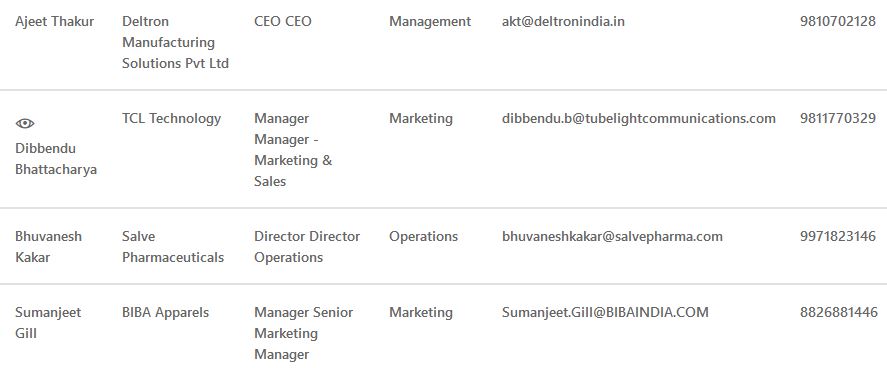 Ajeet Thakur
Deltron
Manufacturing
Solutions Pvt Ltd
CEO CEO
Management
akt@deltronindia.in
9810702128
Dibbendu
Bhattacharya
TCL Technology
Manager
Manager -
Marketing &
Sales
Marketing
dibbendu.b@tubelightcommunications.com
9811770329
Bhuvanesh
Kakar
Salve
Pharmaceuticals
Director Director
Operations
Operations
bhuvaneshkakar@salvepharma.com
9971823146
Sumanjeet
Gill
BIBA Apparels
Manager Senior
Marketing
Manager
Marketing
Sumanjeet.Gill@BIBAINDIA.COM
8826881446